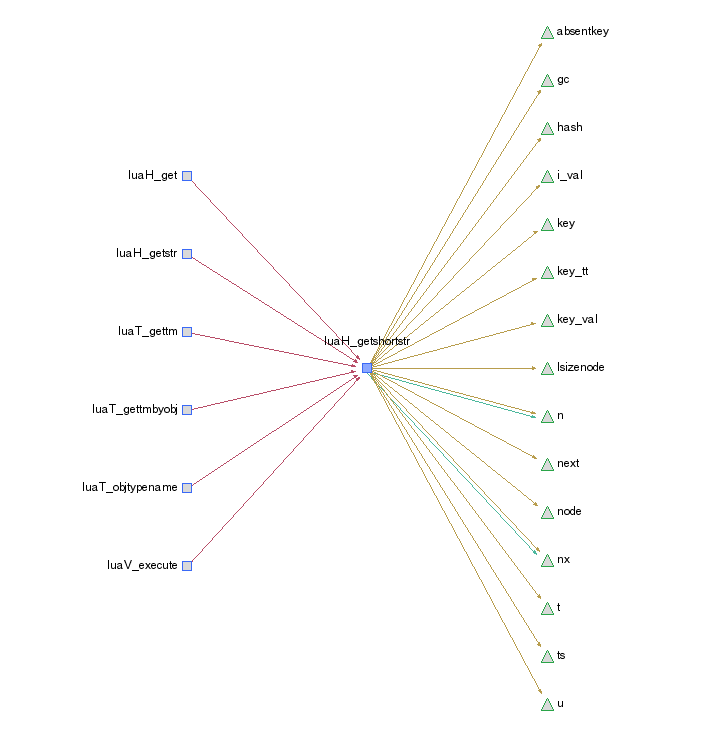 luaH_get
luaH_getstr
luaT_gettm
luaT_gettmbyobj
luaT_objtypename
luaV_execute
luaH_getshortstr
absentkey
gc
hash
i_val
key
key_tt
key_val
lsizenode
n
next
node
nx
t
ts
u